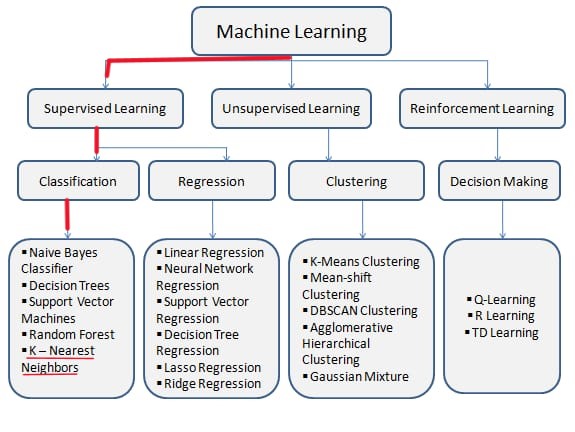 Machine Learning
Supervised Learning
Unsupervised Learning
Reinforcement Learning
Classification
Regression
Clustering
Decision Making
▪ Naive Bayes
Classifier
▪ Decision Trees
▪ Support Vector
Machines
▪ Random Forest
▪ K – Nearest
Neighbors
▪ Linear Regression
▪ Neural Network
Regression
▪ Support Vector
Regression
▪ Decision Tree
Regression
▪ Lasso Regression
▪ Ridge Regression
▪ K-Means Clustering
▪ Mean-shift
Clustering
▪ DBSCAN Clustering
▪ Agglomerative
Hierarchical
Clustering
▪ Gaussian Mixture
▪ Q-Learning
▪ R Learning
▪ TD Learning